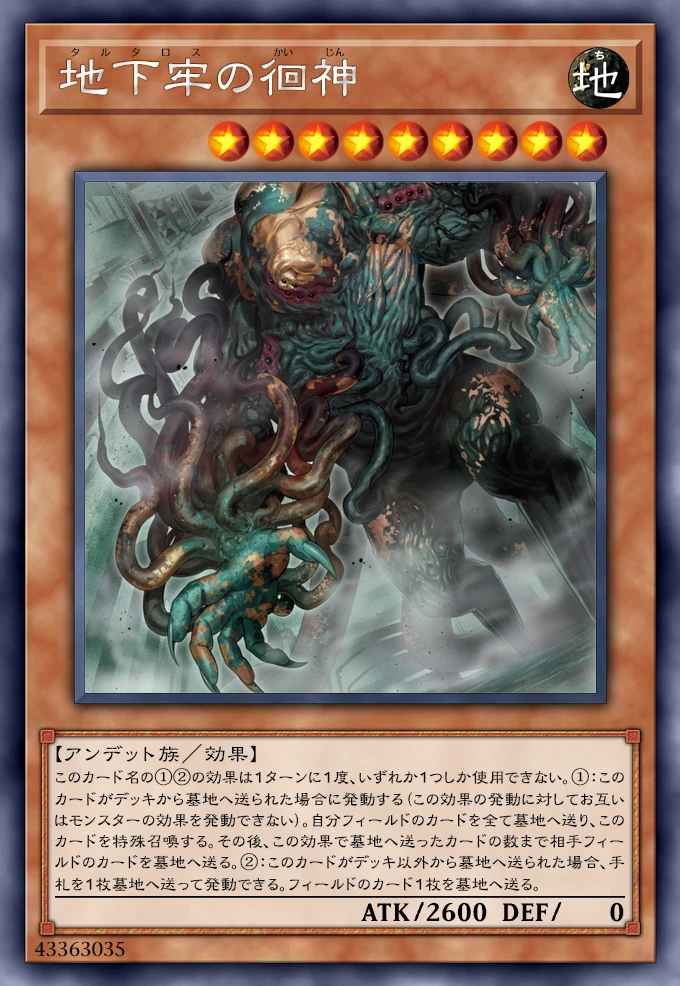 タルタロス かいじん
地下牢の徊神
ち
地
【アンデット族／効果】
このカード名の①②の効果は１ターンに１度、いずれか１つしか使用できない。①：この
カードがデッキから墓地へ送られた場合に発動する（この効果の発動に対してお互い
はモンスターの効果を発動できない）。自分フィールドのカードを全て墓地へ送り、この
カードを特殊召喚する。その後、この効果で墓地へ送ったカードの数まで相手フィー
ルドのカードを墓地へ送る。②：このカードがデッキ以外から墓地へ送られた場合、手
札を１枚墓地へ送って発動できる。フィールドのカード１枚を墓地へ送る。
ATK/2600 DEF/ 0
43363035